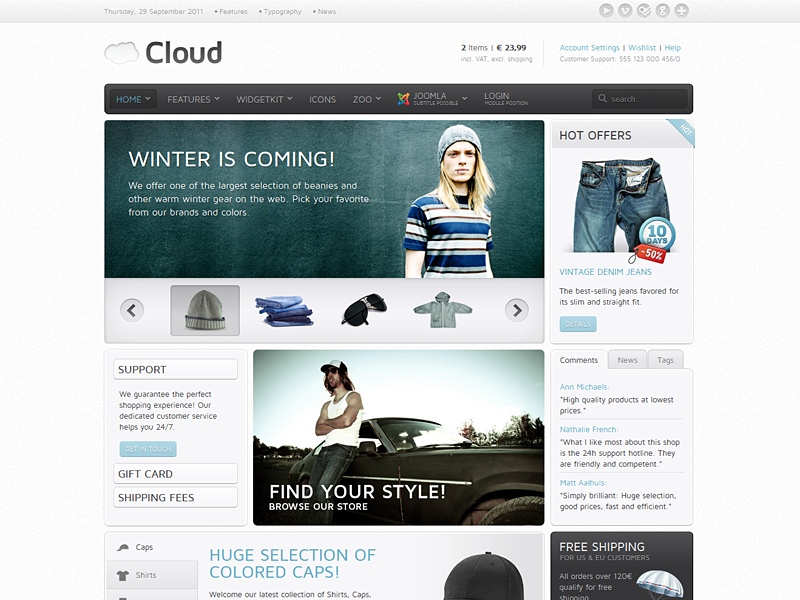 Thursday, 29 September 2011
Features
Typography
News
Cloud
2 Items | € 23,99
incl. VAT, excl. shipping
Account Settings | Wishlist | Help
Customer Support: 555 123 000 456/0
HOME
FEATURES
WIDGETKIT
ICONS
ZOO
JOOMLA
SUBTITLE POSSIBLE
LOGIN
MODULE POSITION
search...
WINTER IS COMING!
We offer one of the largest selection of beanies and
other warm winter gear on the web. Pick your favorite
from our brands and colors.
HOT OFFERS
HOT
10
DAYS
-50%
VINTAGE DENIM JEANS
The best-selling jeans favored for
its slim and straight fit.
DETAILS
SUPPORT
We guarantee the perfect
shopping experience! Our
dedicated customer service
helps you 24/7.
GET IN TOUCH
GIFT CARD
SHIPPING FEES
FIND YOUR STYLE!
BROWSE OUR STORE
Comments
News
Tags
Ann Michaels:
"High quality products at lowest
prices."
Nathalie French:
"What I like most about this shop
is the 24h support hotline. They
are friendly and competent."
Matt Aalhuis:
"Simply brilliant: Huge selection,
good prices, fast and efficient."
Caps
Shirts
HUGE SELECTION OF
COLORED CAPS!
Welcome our latest collection of Shirts, Caps,
FREE SHIPPING
FOR US & EU CUSTOMERS
All orders over 120€
qualify for free
shipping